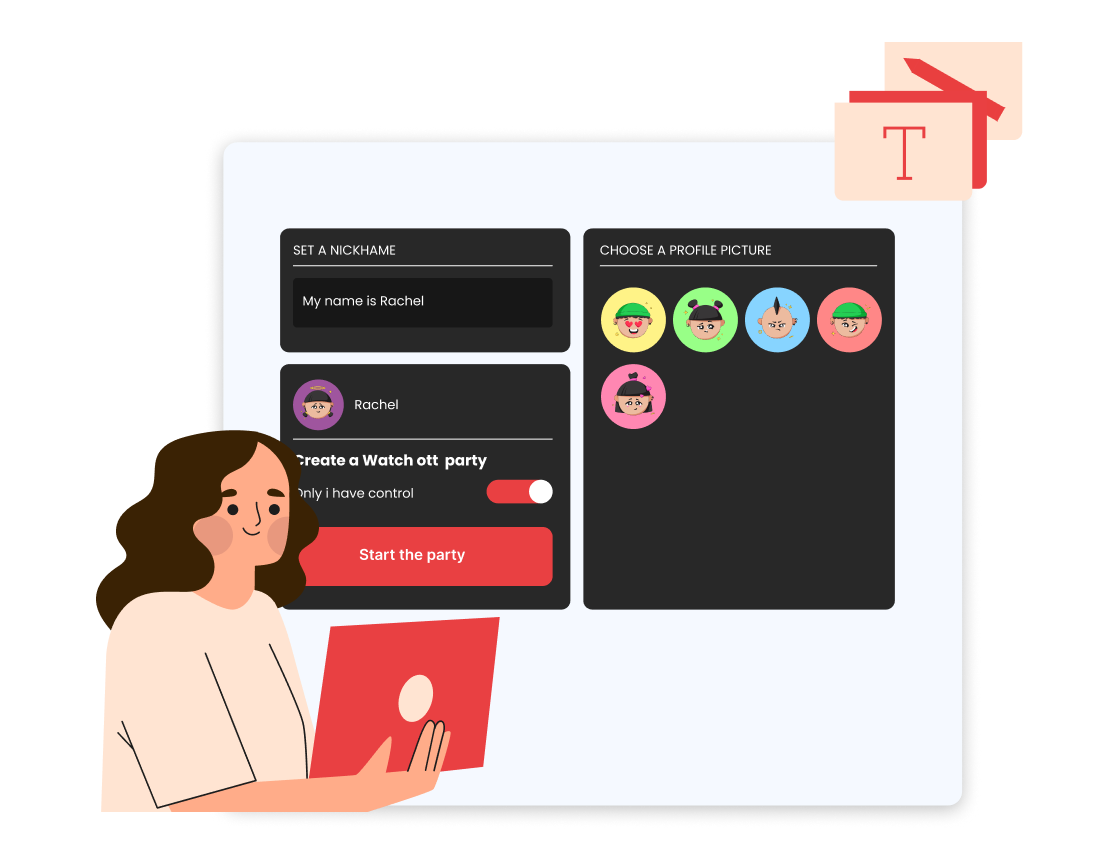 T
SET A NICKHAME
My name is Rachel
CHOOSE A PROFILE PICTURE
Rachel
Create a Watch ott party
Only i have control
Start the party